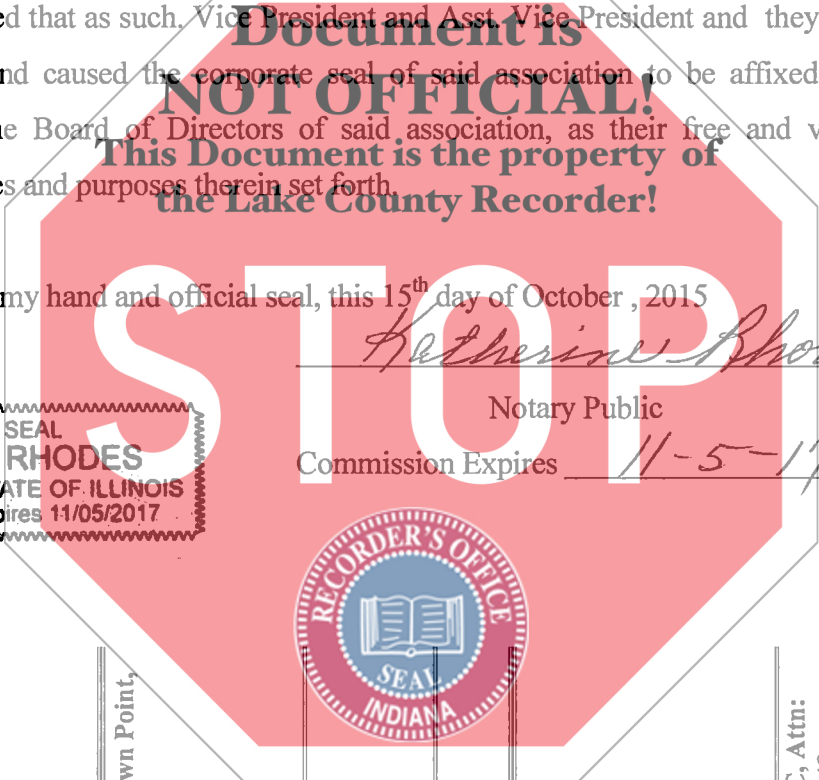 ed that as such. Vice President and Asst. Vice President and they
Document is
nd caused the corporate seal of said association to be affixed
NOT OFFICIAL!
e Board of Directors of said association, as their free and v
This Document is the property of
s and purposes therein set forth.
the Lake County Recorder!
STOP
my hand and official seal, this 15th day of October , 2015
Katherine Rho
Notary Public
SEAL
RHODES
ATE OF ILLINOIS
ires 11/05/2017
Commission Expires 11-5-17
RECORDER'S OFFICE
SEAL
INDIANA
wn Point,
, Attn: